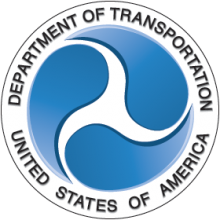 DEPARTMENT OF TRANSPORTATION
UNITED STATES OF AMERICA